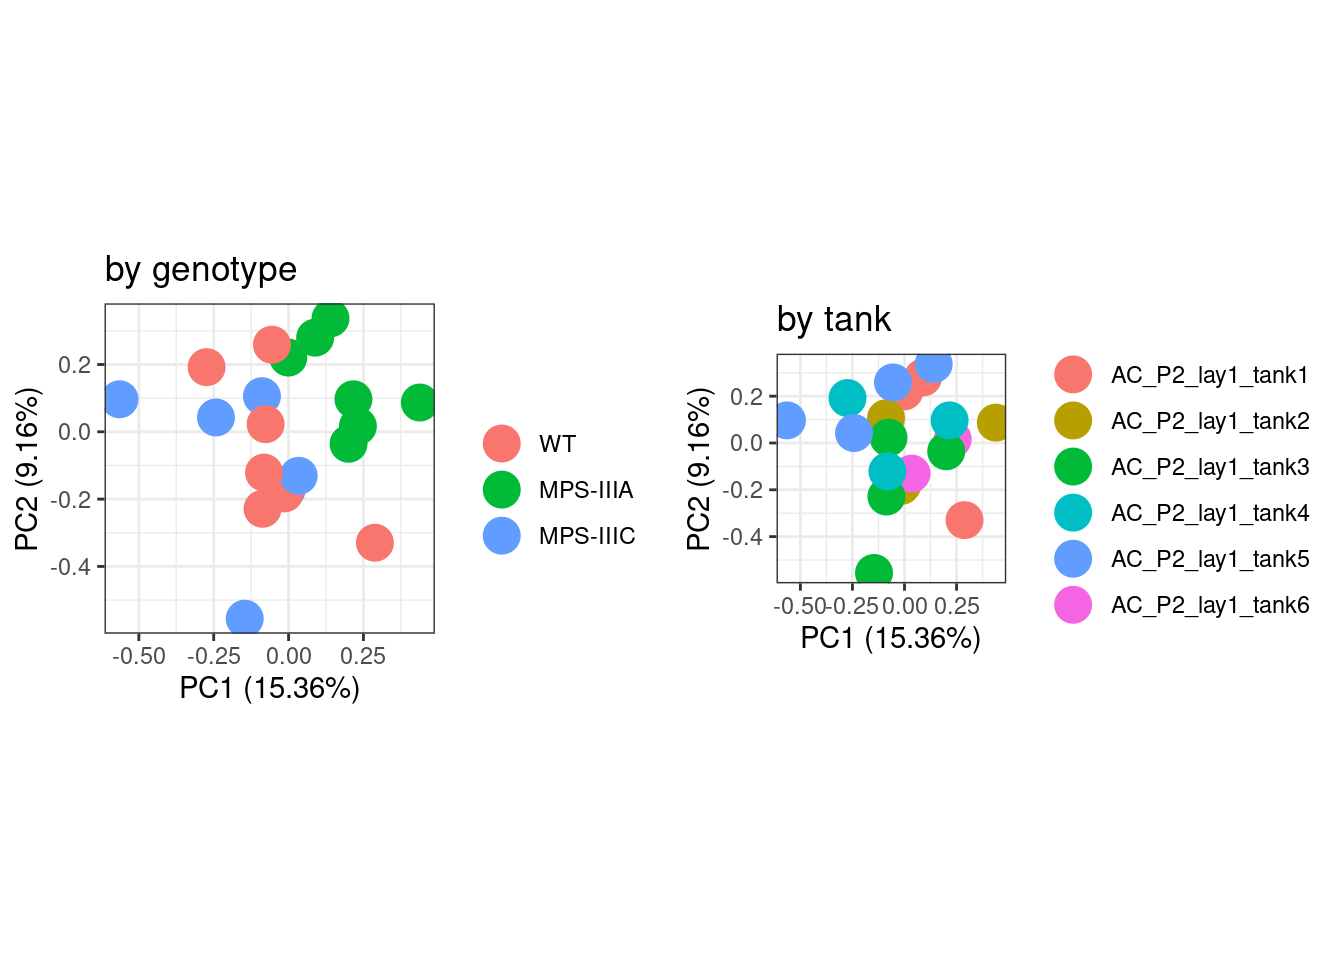 by genotype
PC2 (9.16%)
0.2
0.0
-0.2
-0.4
-0.50
-0.25
0.00
0.25
PC1 (15.36%)
WT
MPS-IIIA
MPS-IIIC
by tank
PC2 (9.16%)
0.2
0.0
-0.2
-0.4
-0.50
-0.25
0.00
0.25
PC1 (15.36%)
AC_P2_lay1_tank1
AC_P2_lay1_tank2
AC_P2_lay1_tank3
AC_P2_lay1_tank4
AC_P2_lay1_tank5
AC_P2_lay1_tank6